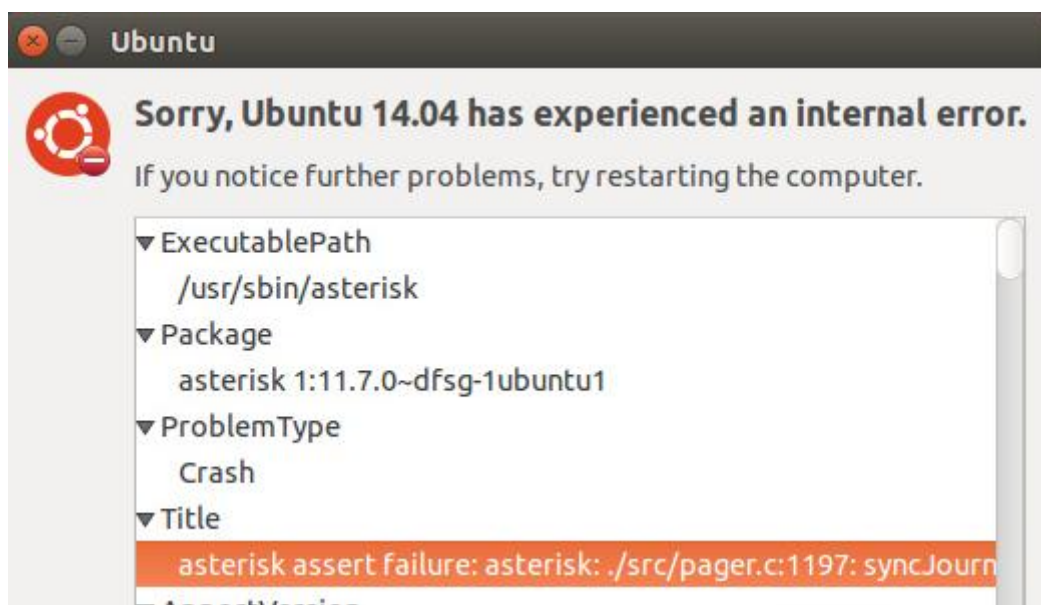 Ubuntu
Sorry, Ubuntu 14.04 has experienced an internal error.
If you notice further problems, try restarting the computer.
ExecutablePath
/usr/sbin/asterisk
Package
asterisk 1:11.7.0~dfsg-1ubuntu1
ProblemType
Crash
Title
asterisk assert failure: asterisk: ./src/pager.c:1197: syncJourn